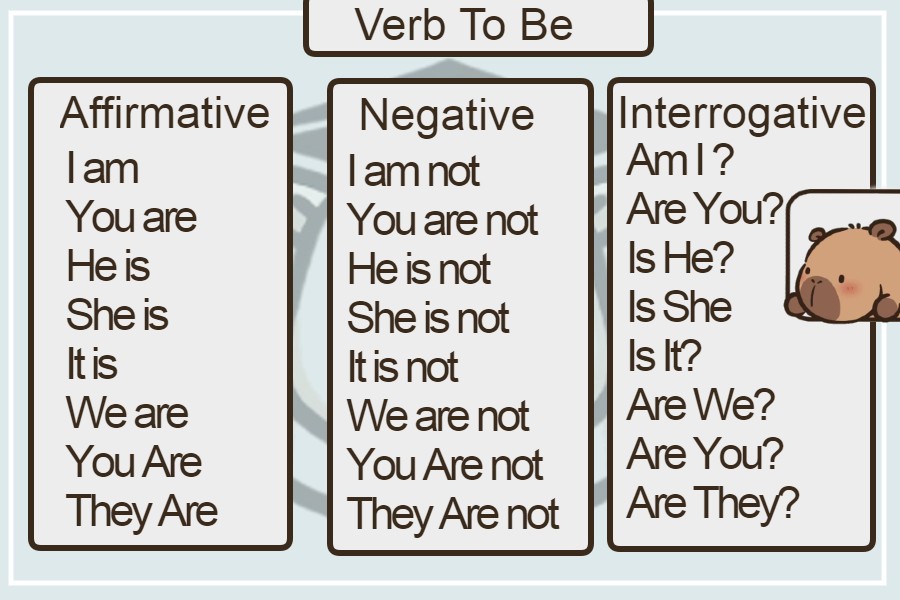 Verb To Be
Affirmative
I am
You are
He is
She is
It is
We are
You Are
They Are
Negative
I am not
You are not
He is not
She is not
It is not
We are not
You Are not
They Are not
Interrogative
Am I ?
Are You?
Is He?
Is She
Is It?
Are We?
Are You?
Are They?